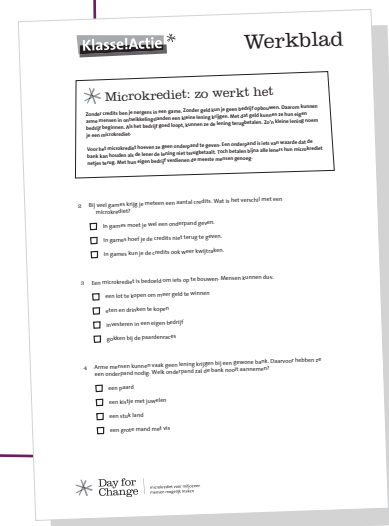 Klasse!Actie
Werkblad
Microkrediet: zo werkt het
Zonder credits ben je nergens in een game. Zonder geld kun je geen bedrijf opbouwen. Daarom kunnen
arme mensen in ontwikkelingslanden een kleine lening krijgen. Met dat geld kunnen ze hun eigen
bedrijf beginnen. Als het bedrijf goed loopt, kunnen ze de lening terugbetalen. Zo'n kleine lening noem
je een microkrediet.
Voor het microkrediet hoeven ze geen onderpand te geven. Een onderpand is iets van waarde dat de
bank kan houden als de lener de lening niet terugbetaalt. Toch betalen bijna alle leners hun microkrediet
netjes terug. Met hun eigen bedrijf verdienen de meeste mensen genoeg.
2 Bij veel games krijg je meteen een aantal credits. Wat is het verschil met een
microkrediet?
In games moet je wel een onderpand geven.
In games hoef je de credits niet terug te geven.
In games kun je de credits ook weer kwijtraken.
3 Een microkrediet is bedoeld om iets op te bouwen. Mensen kunnen dus:
een lot te kopen om meer geld te winnen
eten en drinken te kopen
investeren in een eigen bedrijf
gokken bij de paardenraces
4 Arme mensen kunnen vaak geen lening krijgen bij een gewone bank. Daarvoor hebben ze
een onderpand nodig. Welk onderpand zal de bank nooit aannemen?
een paard
een kistje met juwelen
een stuk land
een grote mand met vis
Day for
Change
microkrediet voor miljoenen
mensen mogelijk maken